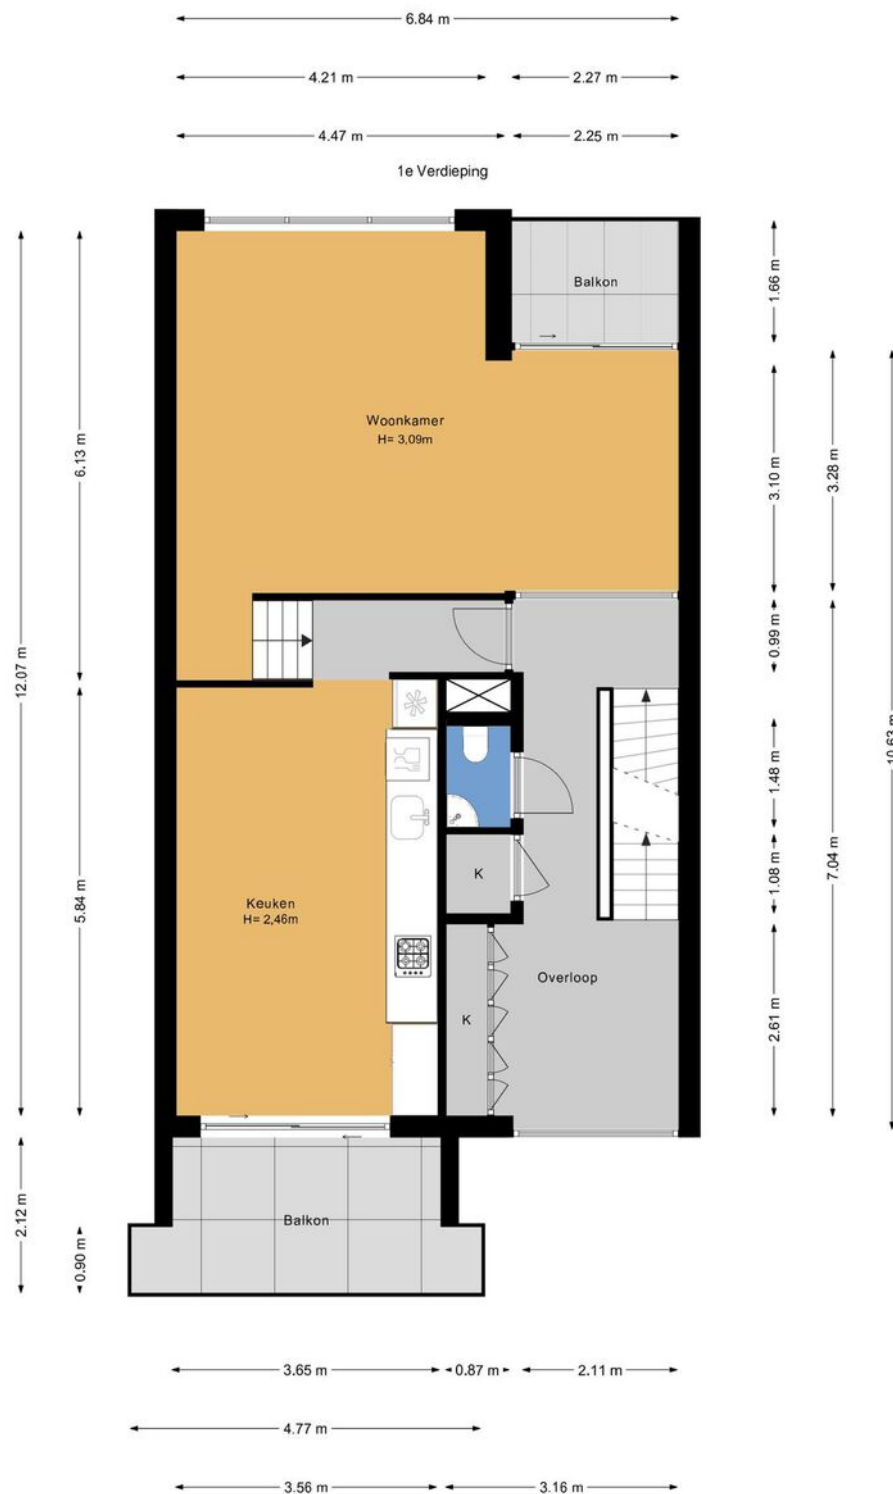 6.84 m
4.21 m
2.27 m
4.47 m
2.25 m
1e Verdieping
Balkon
1.66 m
Woonkamer
H= 3,09m
6.13 m
3.10 m
3.28 m
0.99 m
12.07 m
10.63 m
1.48 m
7.04 m
K
1.08 m
Keuken
H= 2,46m
5.84 m
Overloop
K
2.61 m
2.12 m
Balkon
0.90 m
3.65 m
0.87 m
2.11 m
4.77 m
3.56 m
3.16 m